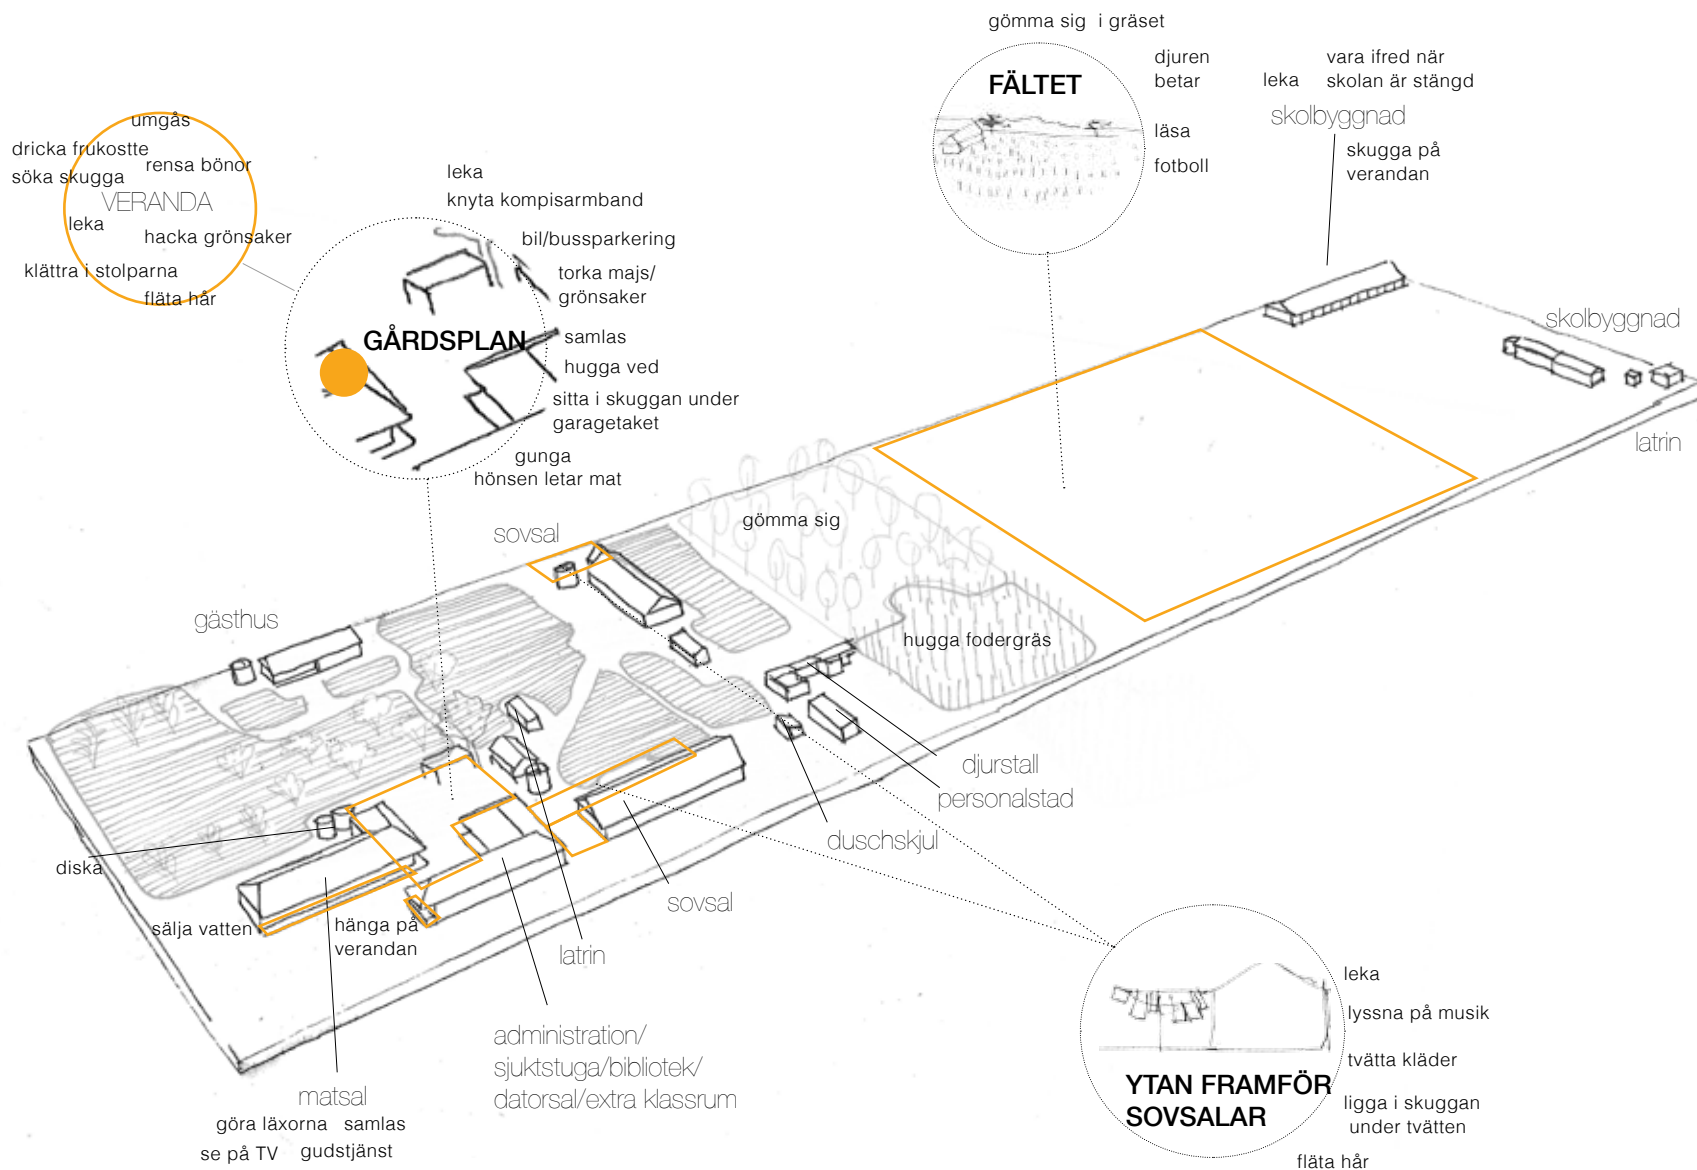 gömma sig i gräset
FÄLTET
djuren
betar
leka
vara ifred när
skolan är stängd
skolbyggnad
läsa
fotboll
skugga på
verandan
umgås
dricka frukostte
rensa bönor
söka skugga
VERANDA
leka
hacka grönsaker
klättra i stolparna
fläta hår
leka
knyta kompisarmband
bil/bussparkering
torka majs/
grönsaker
GÅRDSPLAN
samlas
hugga ved
sitta i skuggan under
garagetaket
gunga
hönsen letar mat
skolbyggnad
latrin
sovsal
gömma sig
gästhus
hugga fodergräs
djurstall
personalstad
duschskjul
diska
sälja vatten
hänga på
verandan
sovsal
latrin
administration/
sjuktstuga/bibliotek/
datorsal/extra klassrum
matsal
göra läxorna samlas
se på TV gudstjänst
leka
lyssna på musik
tvätta kläder
YTAN FRAMFÖR
SOVSALAR
ligga i skuggan
under tvätten
fläta hår